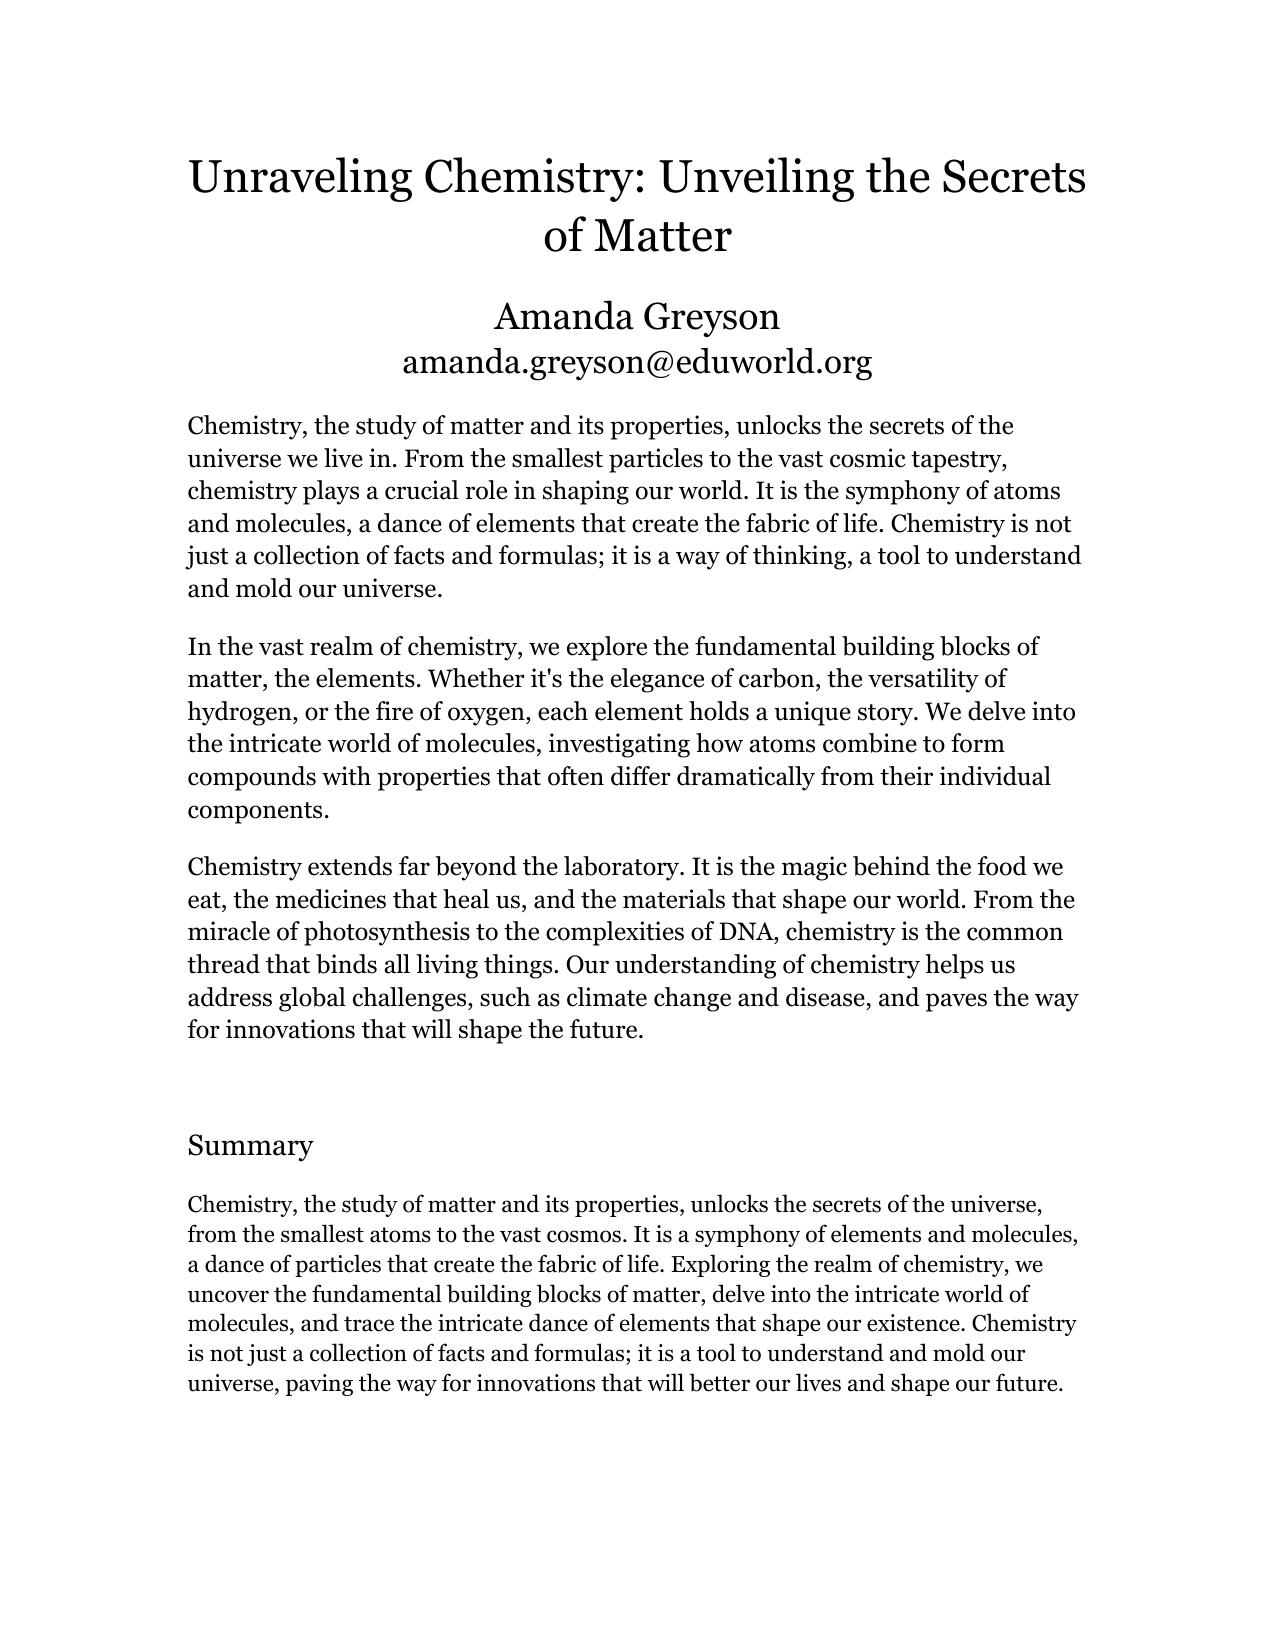 Unraveling Chemistry: Unveiling the Secrets
of Matter
Amanda Greyson
amanda.greyson@eduworld.org
Chemistry, the study of matter and its properties, unlocks the secrets of the
universe we live in. From the smallest particles to the vast cosmic tapestry,
chemistry plays a crucial role in shaping our world. It is the symphony of atoms
and molecules, a dance of elements that create the fabric of life. Chemistry is not
just a collection of facts and formulas; it is a way of thinking, a tool to understand
and mold our universe.
In the vast realm of chemistry, we explore the fundamental building blocks of
matter, the elements. Whether it's the elegance of carbon, the versatility of
hydrogen, or the fire of oxygen, each element holds a unique story. We delve into
the intricate world of molecules, investigating how atoms combine to form
compounds with properties that often differ dramatically from their individual
components.
Chemistry extends far beyond the laboratory. It is the magic behind the food we
eat, the medicines that heal us, and the materials that shape our world. From the
miracle of photosynthesis to the complexities of DNA, chemistry is the common
thread that binds all living things. Our understanding of chemistry helps us
address global challenges, such as climate change and disease, and paves the way
for innovations that will shape the future.
Summary
Chemistry, the study of matter and its properties, unlocks the secrets of the universe,
from the smallest atoms to the vast cosmos. It is a symphony of elements and molecules,
a dance of particles that create the fabric of life. Exploring the realm of chemistry, we
uncover the fundamental building blocks of matter, delve into the intricate world of
molecules, and trace the intricate dance of elements that shape our existence. Chemistry
is not just a collection of facts and formulas; it is a tool to understand and mold our
universe, paving the way for innovations that will better our lives and shape our future.